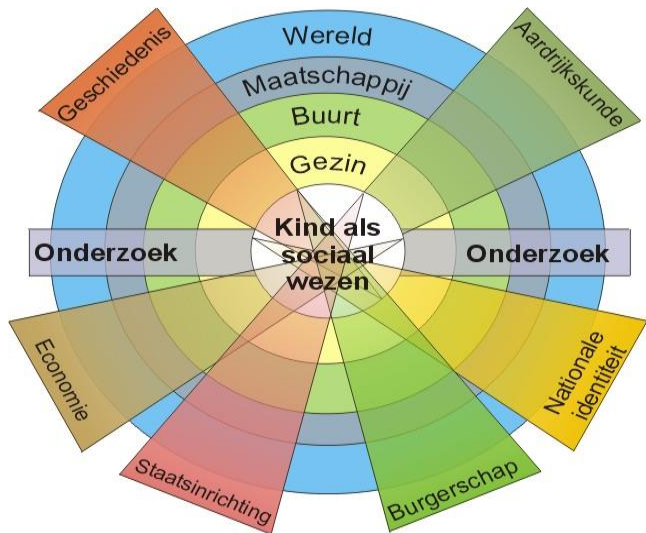 Wereld
Maatschappij
Buurt
Gezin
Kind als
sociaal
wezen
Geschiedenis
Aardrijkskunde
Onderzoek
Onderzoek
Economie
Nationale
identiteit
Staatsinrichting
Burgerschap